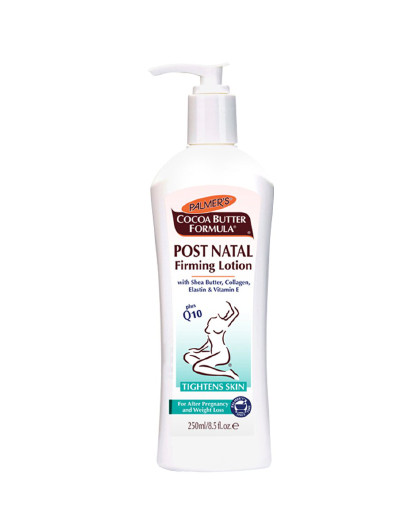 PALMER'S
COCOA BUTTER
FORMULA®
POST NATAL
Firming Lotion
with Shea Butter, Collagen,
Elastin & Vitamin E
plus
Q10
TIGHTENS SKIN
For After Pregnancy
and Weight Loss
250ml/8.5 fl. oz. ℮